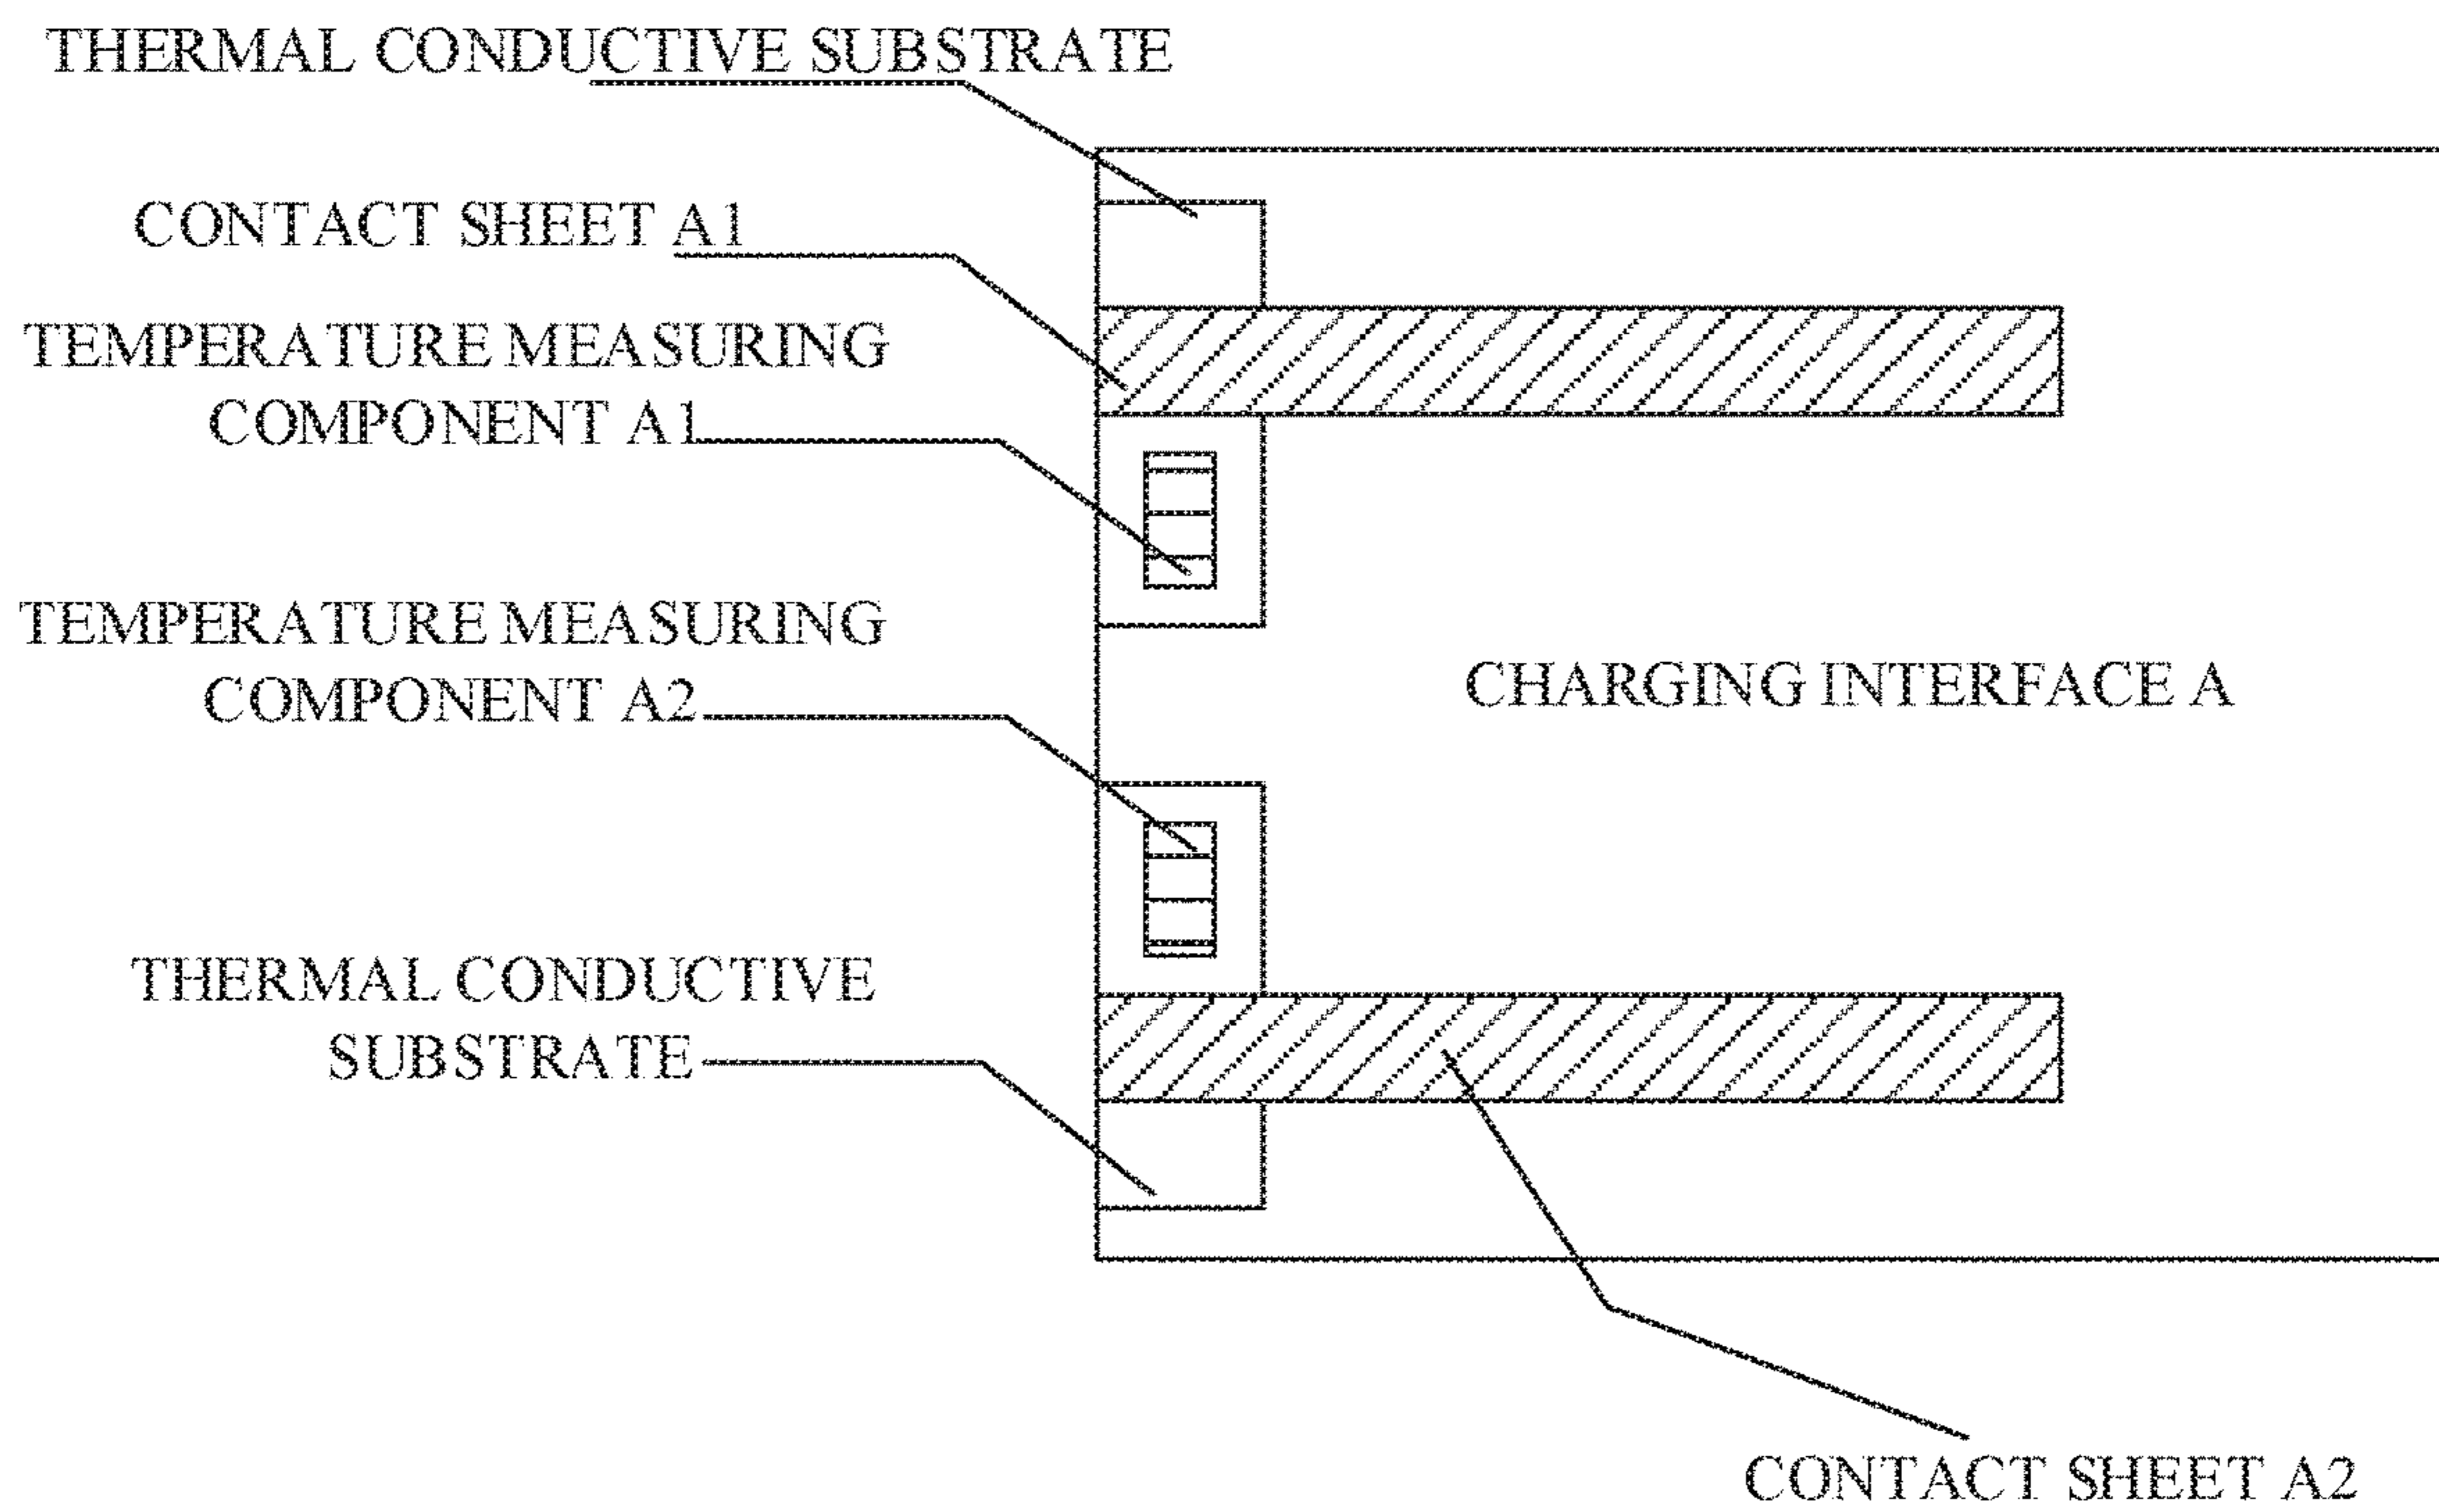 THERMAL CONDUCTIVE SUBSTRATE
CONTACT SHEET A1
TEMPERATURE MEASURING
COMPONENT A1
TEMPERATURE MEASURING
COMPONENT A2
CHARGING INTERFACE A
THERMAL CONDUCTIVE
SUBSTRATE
CONTACT SHEET A2